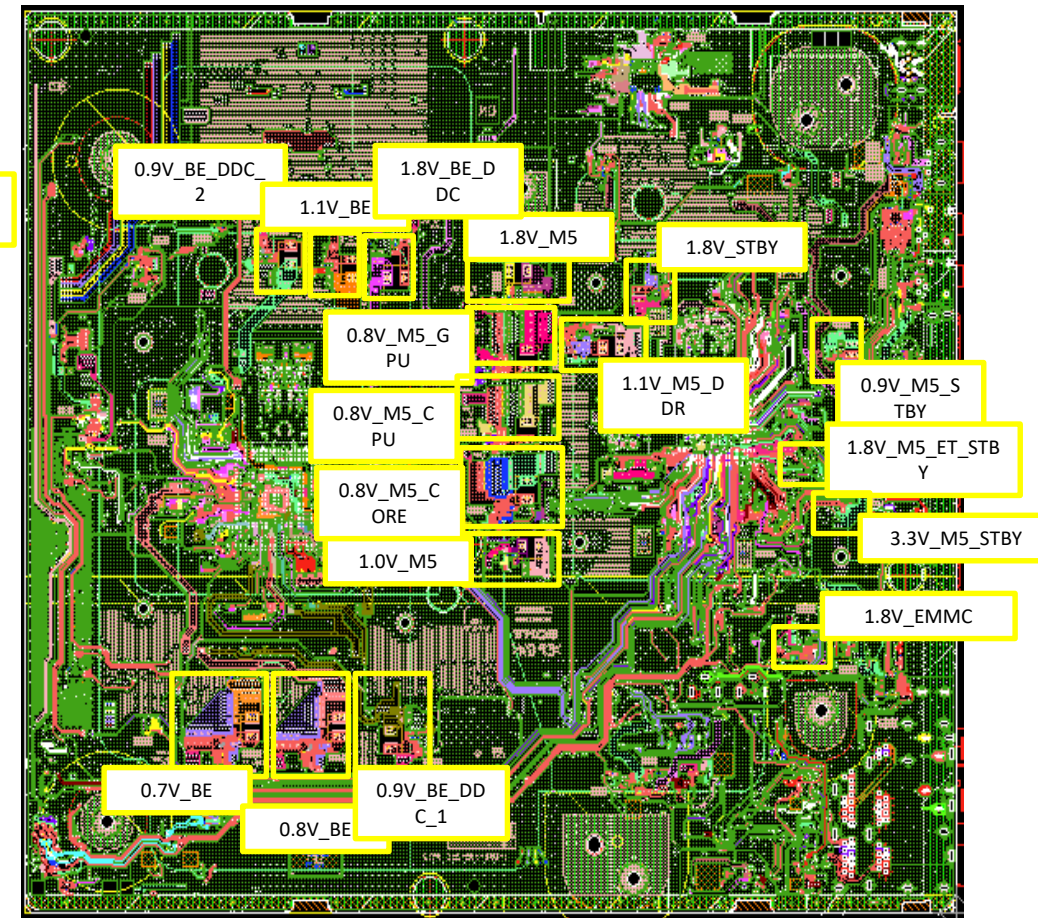 0.9V_BE_DDC_
2
1.8V_BE_D
DC
1.1V_BE
1.8V_M5
1.8V_STBY
0.8V_M5_G
PU
1.1V_M5_D
DR
0.9V_M5_S
TBY
0.8V_M5_C
PU
1.8V_M5_ET_STB
Y
0.8V_M5_C
ORE
3.3V_M5_STBY
1.0V_M5
1.8V_EMMC
0.7V_BE
0.9V_BE_DD
C_1
0.8V_BE